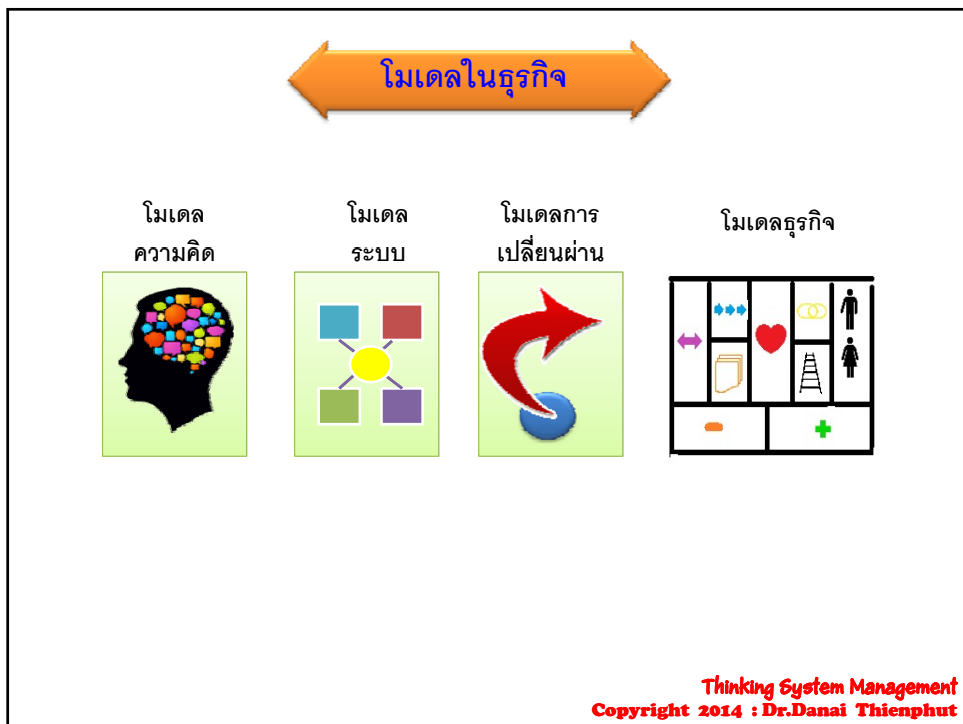 โมเดลในธุรกิจ
โมเดล
ความคิด
โมเดล
ระบบ
โมเดลการ
เปลี่ยนผ่าน
โมเดลธุรกิจ
Thinking System Management
Copyright 2014 : Dr.Danai Thienphut